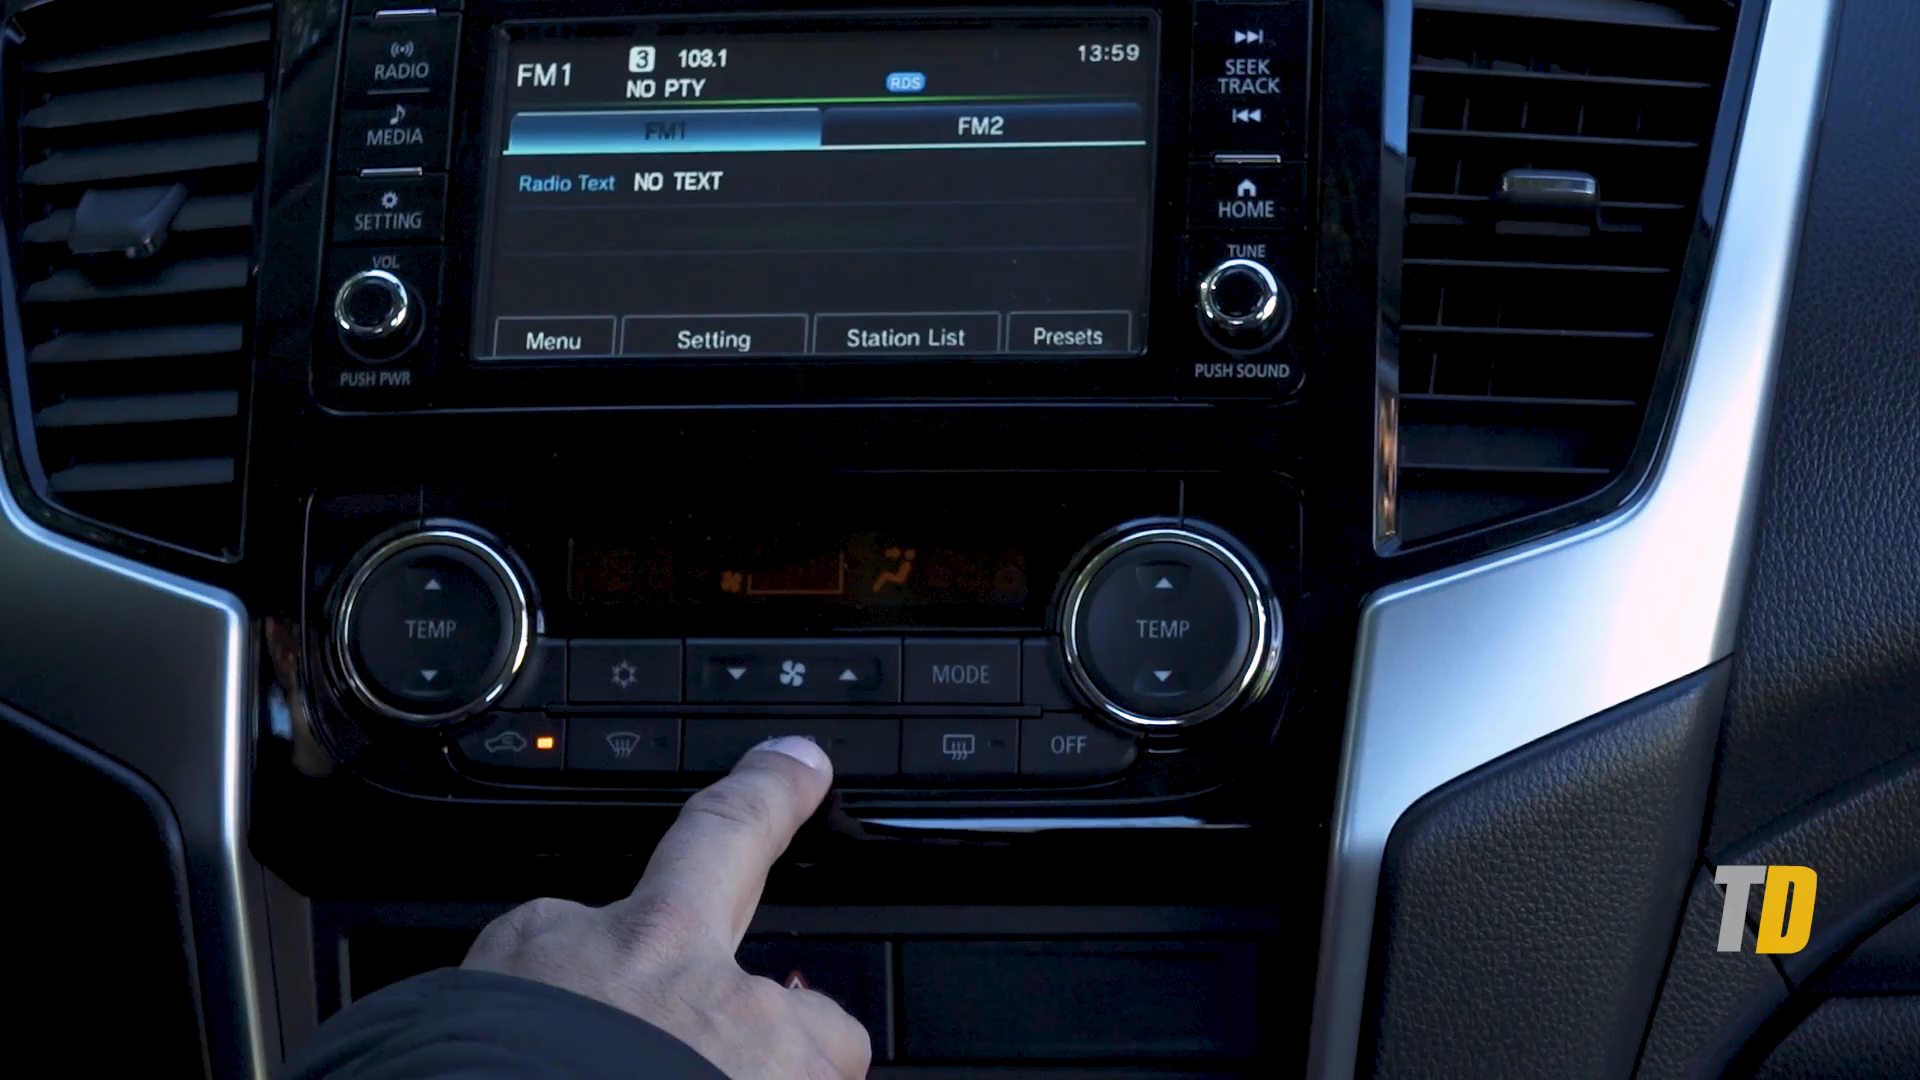 RADIO
MEDIA
SETTING
VOL
PUSH PWR
FM1
3 103.1
NO PTY
RDS
13:59
FM1
FM2
Radio Text NO TEXT
Menu
Setting
Station List
Presets
SEEK
TRACK
HOME
TUNE
PUSH SOUND
TEMP
TEMP
MODE
OFF
TD